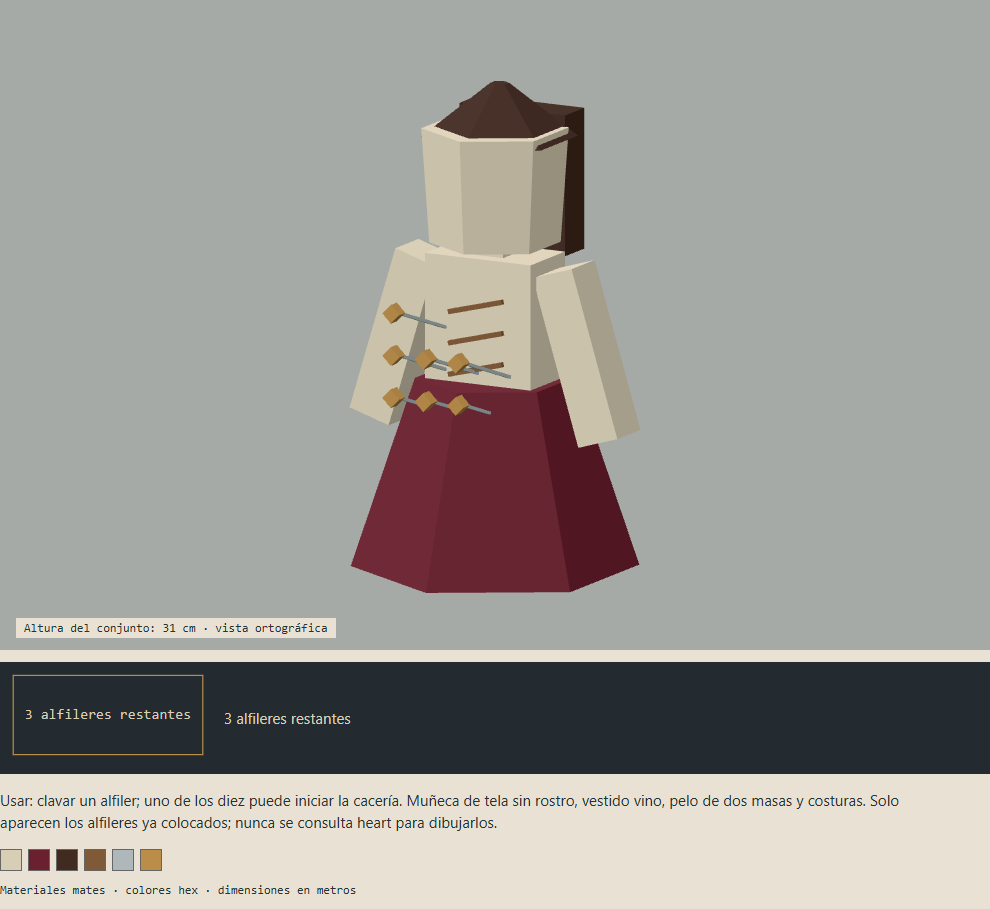 Altura del conjunto: 31 cm · vista ortográfica
3 alfileres restantes
3 alfileres restantes
Usar: clavar un alfiler; uno de los diez puede iniciar la cacería. Muñeca de tela sin rostro, vestido vino, pelo de dos masas y costuras. Solo
aparecen los alfileres ya colocados; nunca se consulta heart para dibujarlos.
Materiales mates · colores hex · dimensiones en metros